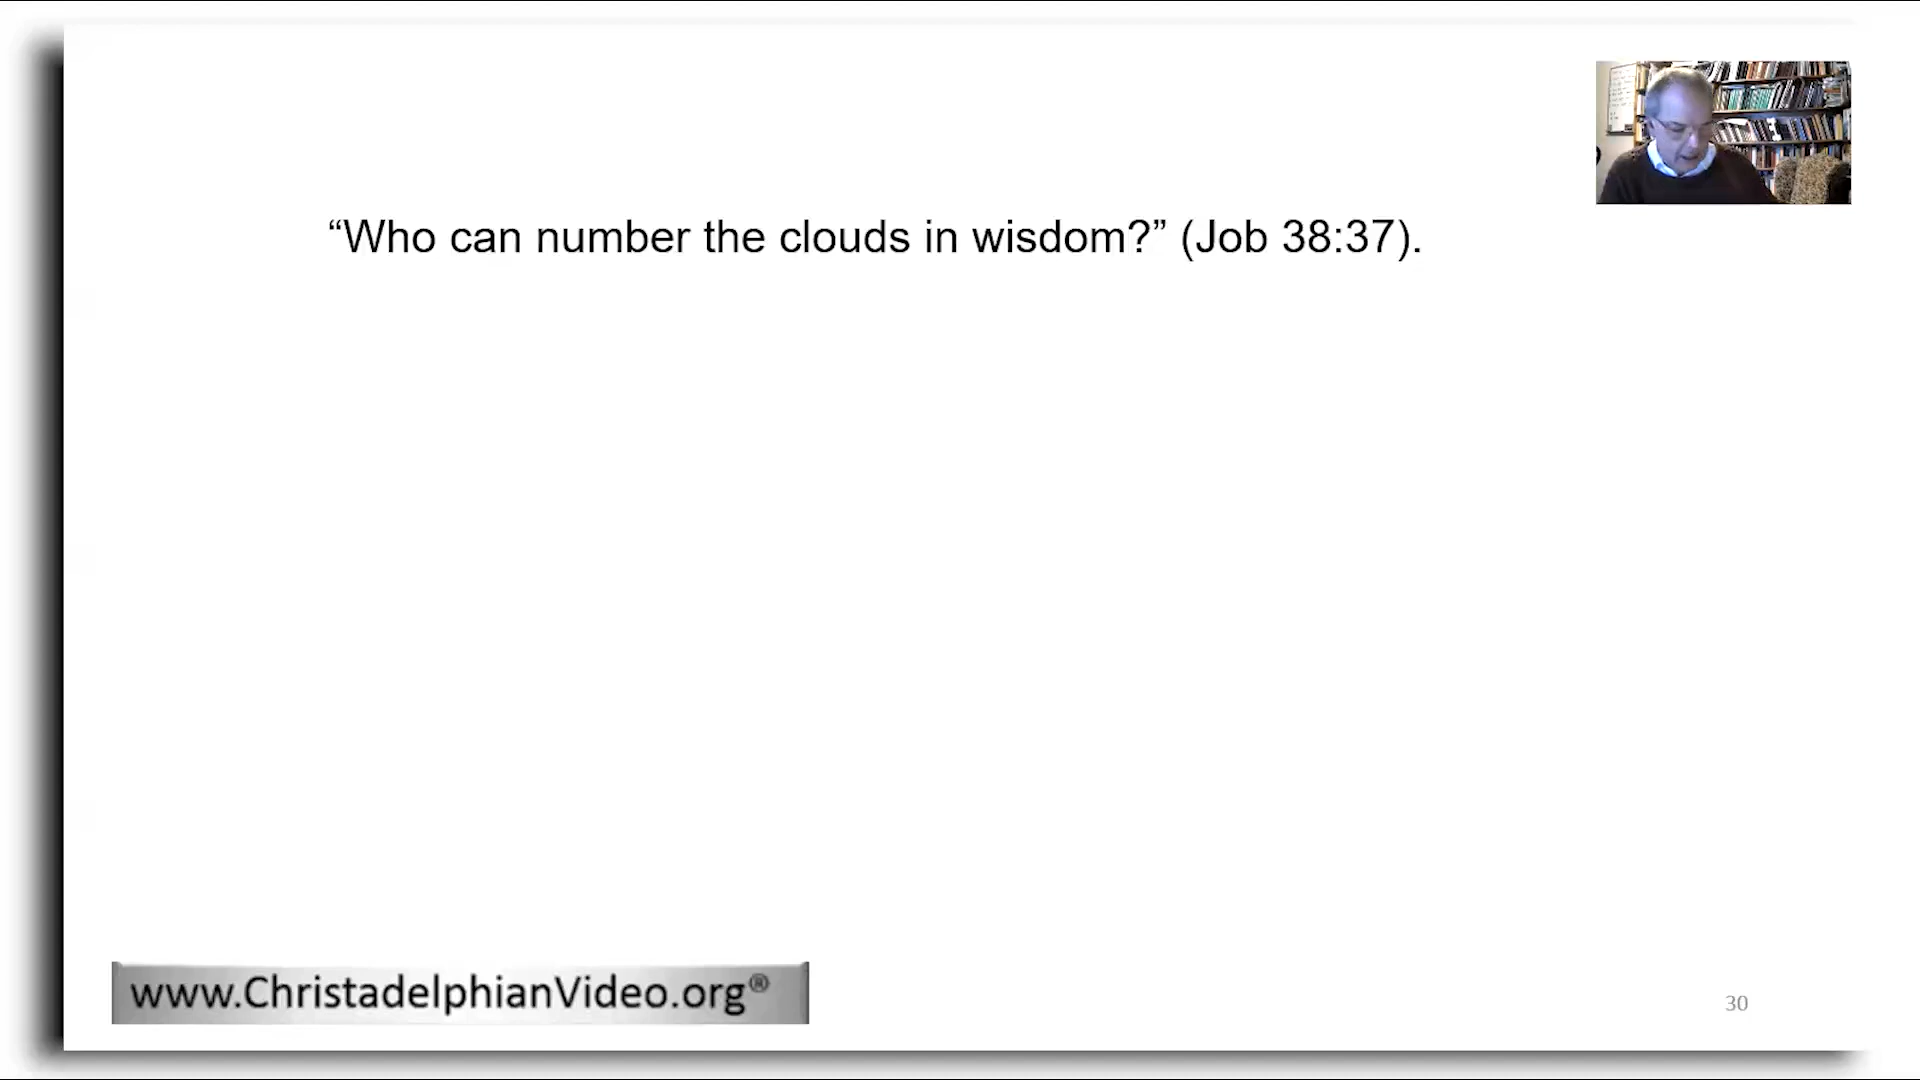 “Who can number the clouds in wisdom?” (Job 38:37).
www.ChristadelphianVideo.org®
30